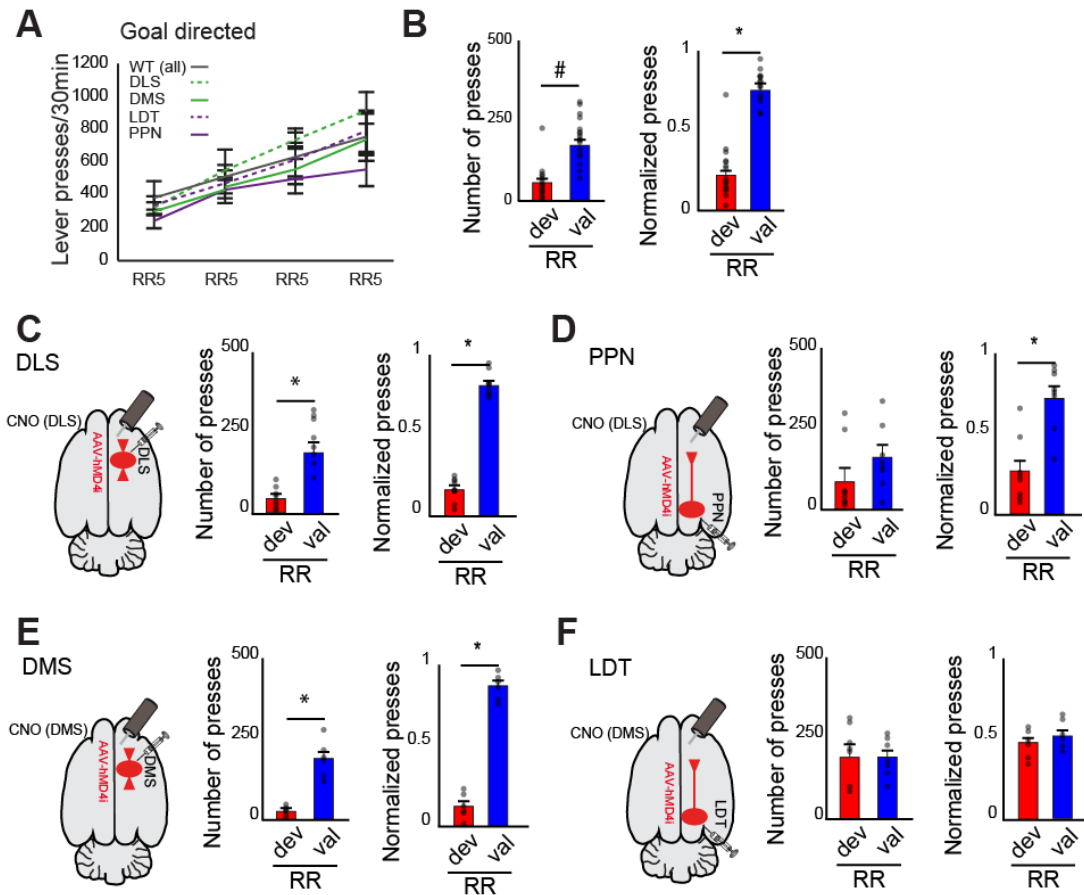 A
Goal directed
Lever presses/30min
1200
1000
800
600
400
200
0
WT (all)
DLS
DMS
LDT
PPN
RR5 RR5 RR5 RR5
B
Number of presses
500
250
0
#
dev val
RR
Normalized presses
1
0.5
0
*
dev val
RR
C
DLS
CNO (DLS)
AAV-hMD4i
DLS
Number of presses
500
250
0
*
dev val
RR
Normalized presses
1
0.5
0
*
dev val
RR
D
PPN
CNO (DLS)
AAV-hMD4i
PPN
Number of presses
500
250
0
dev val
RR
Normalized presses
1
0.5
0
*
dev val
RR
E
DMS
CNO (DMS)
AAV-hMD4i
DMS
Number of presses
500
250
0
*
dev val
RR
Normalized presses
1
0.5
0
*
dev val
RR
F
LDT
CNO (DMS)
AAV-hMD4i
LDT
Number of presses
500
250
0
dev val
RR
Normalized presses
1
0.5
0
dev val
RR